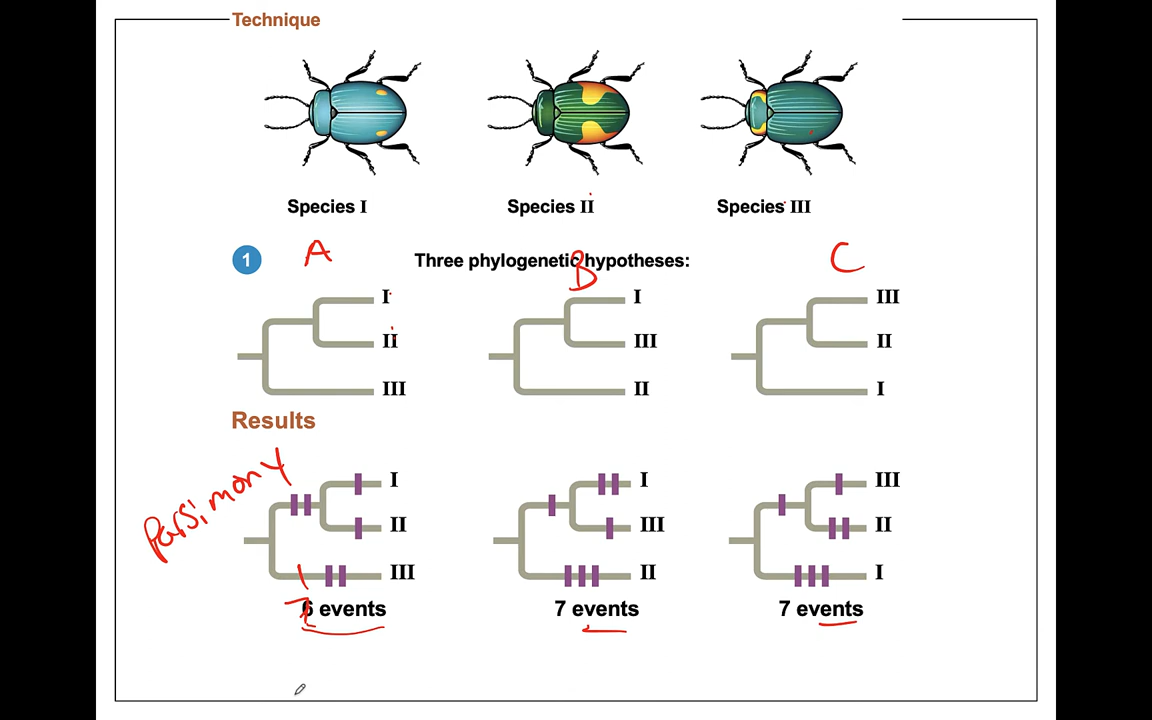 Technique
Species I Species II Species III
A B C
1 Three phylogenetic hypotheses:
I I III
II III II
III II I
Results
Parsimony
I I III
II III II
III II I
6 events 7 events 7 events